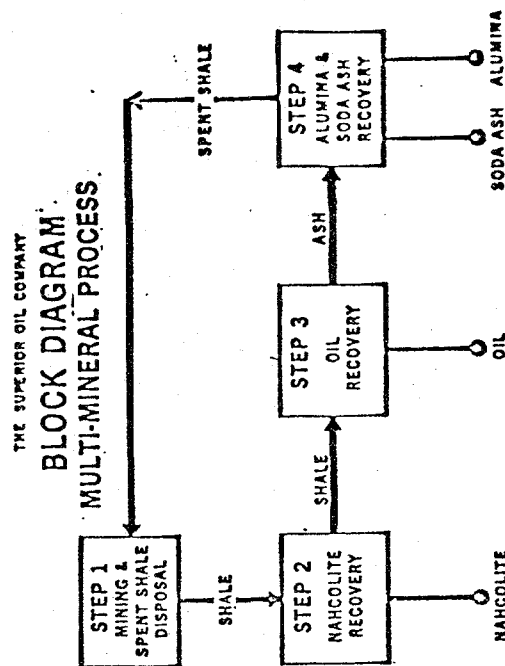 THE SUPERIOR OIL COMPANY
BLOCK DIAGRAM
MULTI-MINERAL PROCESS
STEP 1
MINING &
SPENT SHALE
DISPOSAL
SPENT SHALE
SHALE
STEP 2
NAHCOLITE
RECOVERY
SHALE
STEP 3
OIL
RECOVERY
ASH
STEP 4
ALUMINA &
SODA ASH
RECOVERY
NAHCOLITE
OIL
SODA ASH
ALUMINA